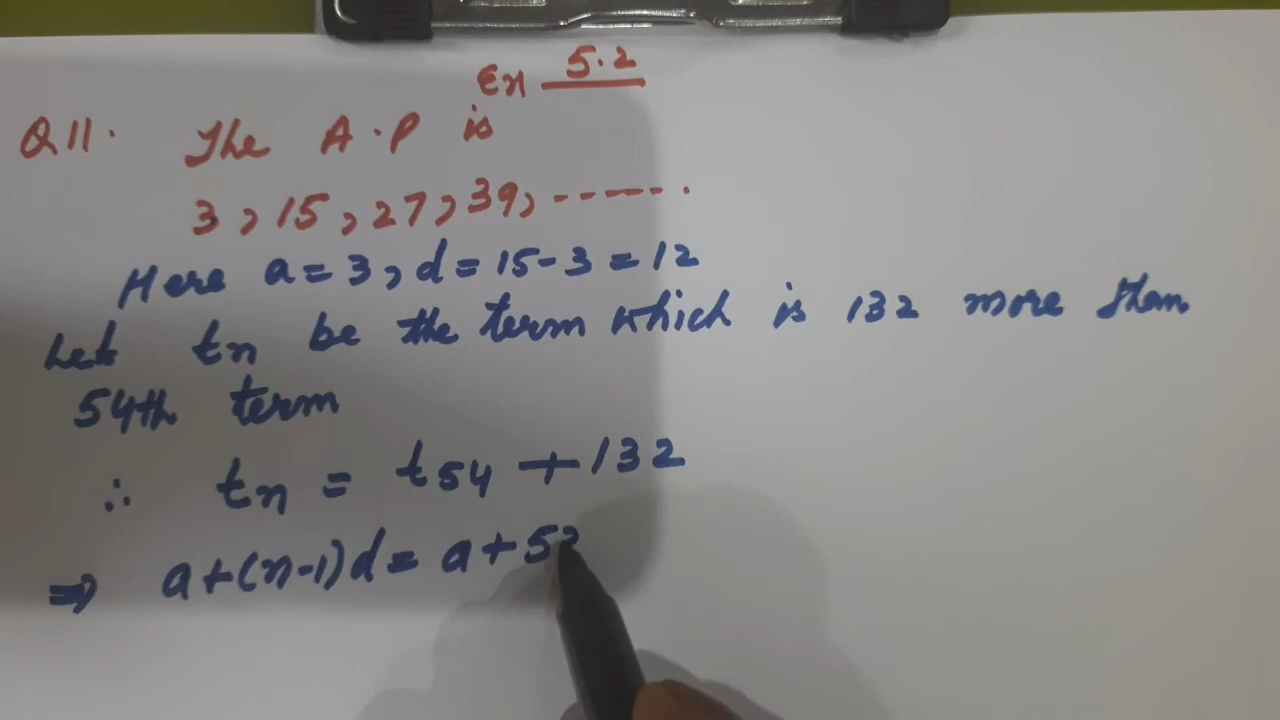 Ex 5.2
Q11. The A.P is
3, 15, 27, 39, -------.
Here a = 3, d = 15-3 = 12
Let tn be the term which is 132 more than
54th term
∴ tn = t54 + 132
⇒ a+(n-1)d = a+53